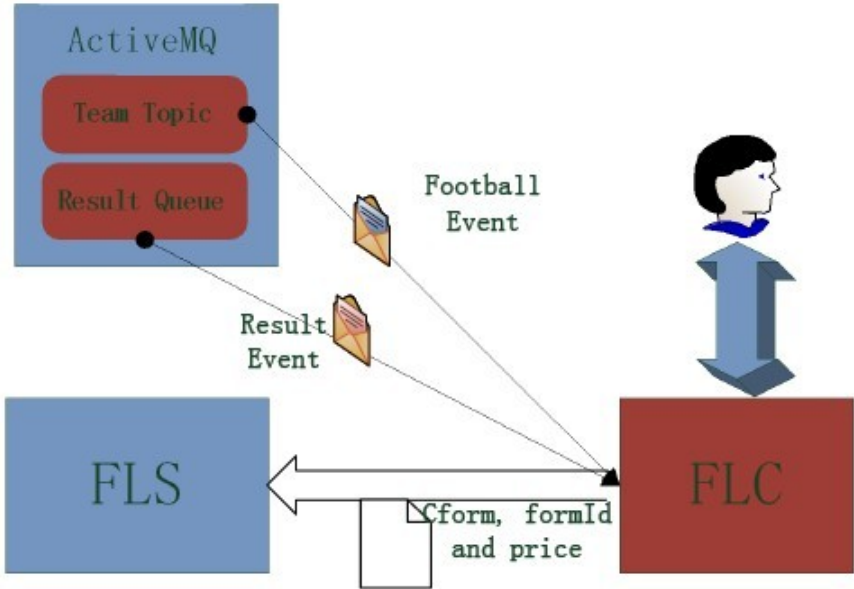 ActiveMQ
Team Topic
Result Queue
Football
Event
Result
Event
FLS
FLC
Cform, formId
and price